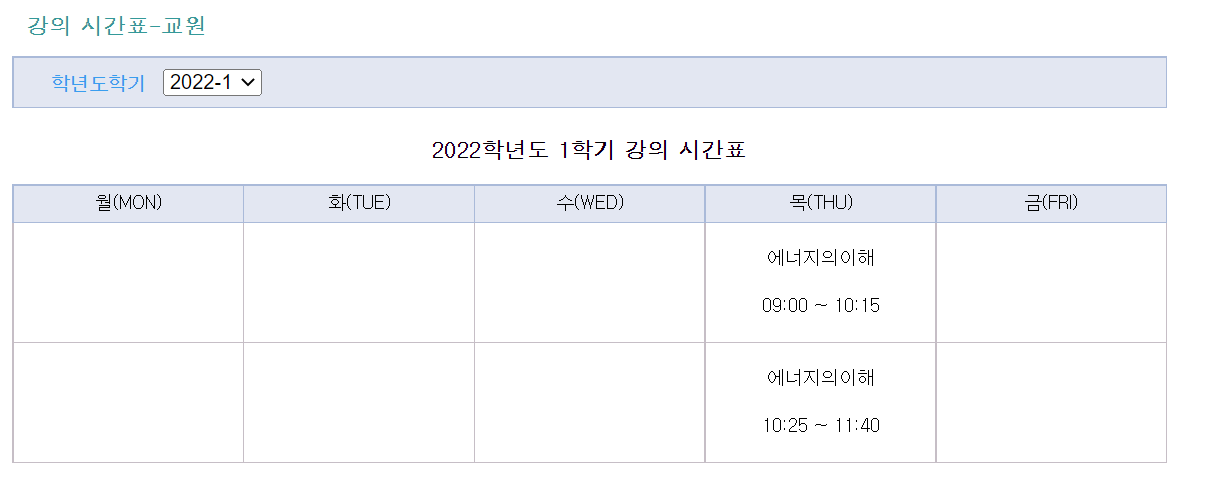 강의 시간표-교원
학년도학기 2022-1
2022학년도 1학기 강의 시간표
월(MON) 화(TUE) 수(WED) 목(THU) 금(FRI)
에너지의이해
09:00 ~ 10:15
에너지의이해
10:25 ~ 11:40